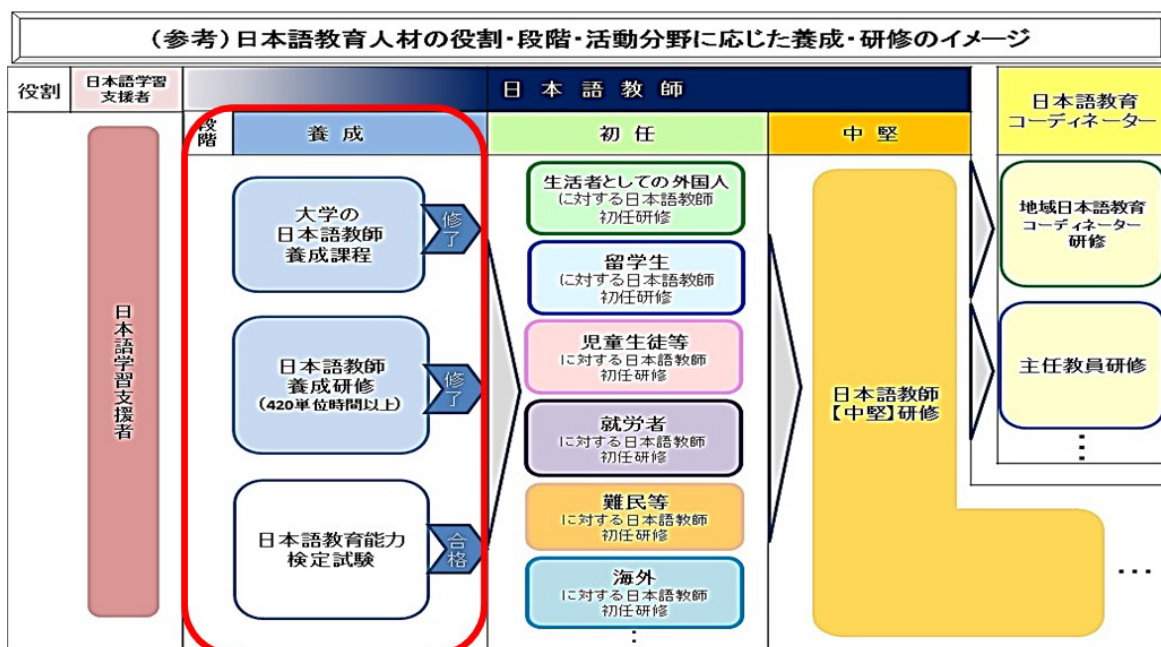 (参考)日本語教育人材の役割・段階・活動分野に応じた養成・研修のイメージ
役割
日本語学習
支援者
日本語教師
日本語教育
コーディネーター
段階
養成
初任
中堅
日本語学習支援者
大学の
日本語教師
養成課程
修了
日本語教師
養成研修
(420単位時間以上)
修了
日本語教育能力
検定試験
合格
生活者としての外国人
に対する日本語教師
初任研修
留学生
に対する日本語教師
初任研修
児童生徒等
に対する日本語教師
初任研修
就労者
に対する日本語教師
初任研修
難民等
に対する日本語教師
初任研修
海外
に対する日本語教師
初任研修
⋮
日本語教師
【中堅】研修
地域日本語教育
コーディネーター
研修
主任教員研修
⋮
…